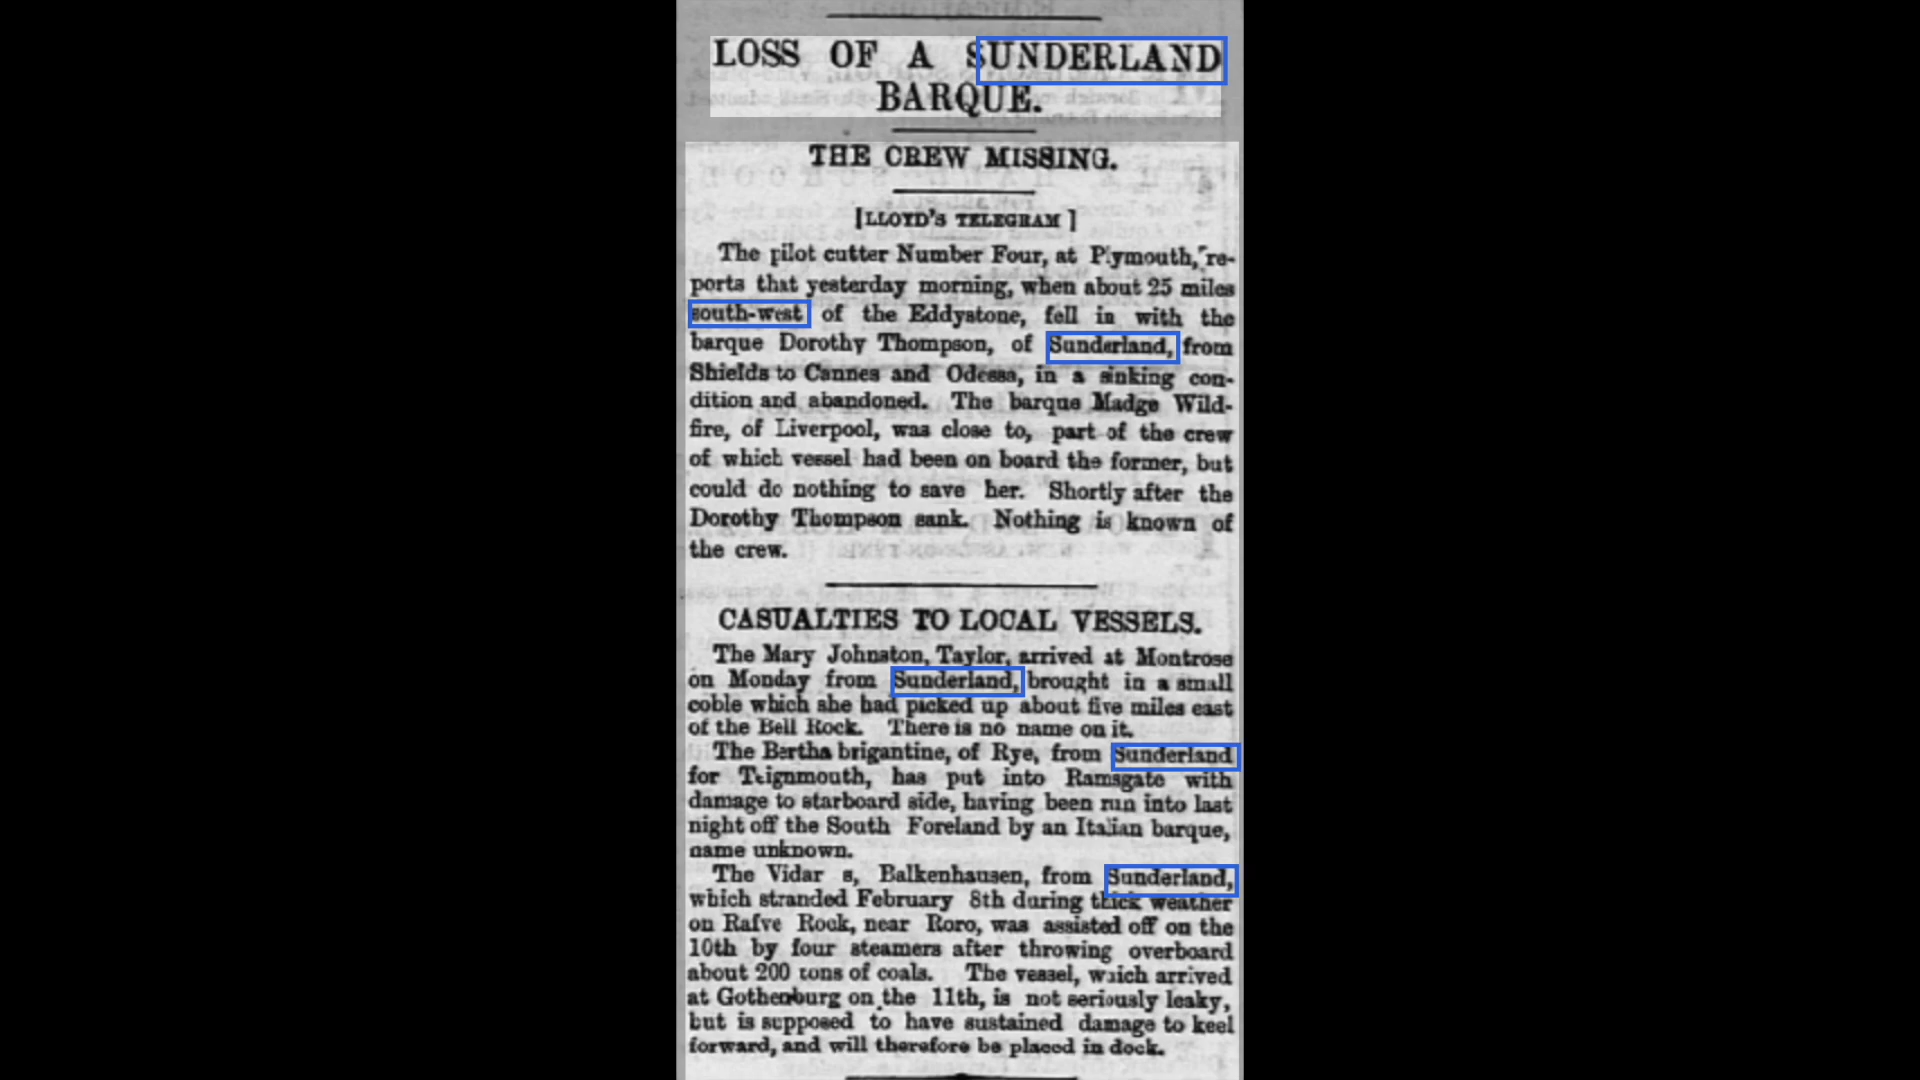 LOSS OF A SUNDERLAND
BARQUE.
THE CREW MISSING.
[LLOYD'S TELEGRAM ]
The pilot cutter Number Four, at Plymouth, re-
ports that yesterday morning, when about 25 miles
south-west of the Eddystone, fell in with the
barque Dorothy Thompson, of Sunderland, from
Shields to Cannes and Odessa, in a sinking con-
dition and abandoned. The barque Madge Wild-
fire, of Liverpool, was close to, part of the crew
of which vessel had been on board the former, but
could do nothing to save her. Shortly after the
Dorothy Thompson sank. Nothing is known of
the crew.
CASUALTIES TO LOCAL VESSELS.
The Mary Johnston, Taylor, arrived at Montrose
on Monday from Sunderland, brought in a small
coble which she had picked up about five miles east
of the Bell Rock. There is no name on it.
The Bertha brigantine, of Rye, from Sunderland
for Teignmouth, has put into Ramsgate with
damage to starboard side, having been run into last
night off the South Foreland by an Italian barque,
name unknown.
The Vidar s, Balkenhausen, from Sunderland,
which stranded February 8th during thick weather
on Rafve Rock, near Roro, was assisted off on the
10th by four steamers after throwing overboard
about 200 tons of coals. The vessel, which arrived
at Gothenburg on the 11th, is not seriously leaky,
but is supposed to have sustained damage to keel
forward, and will therefore be placed in dock.